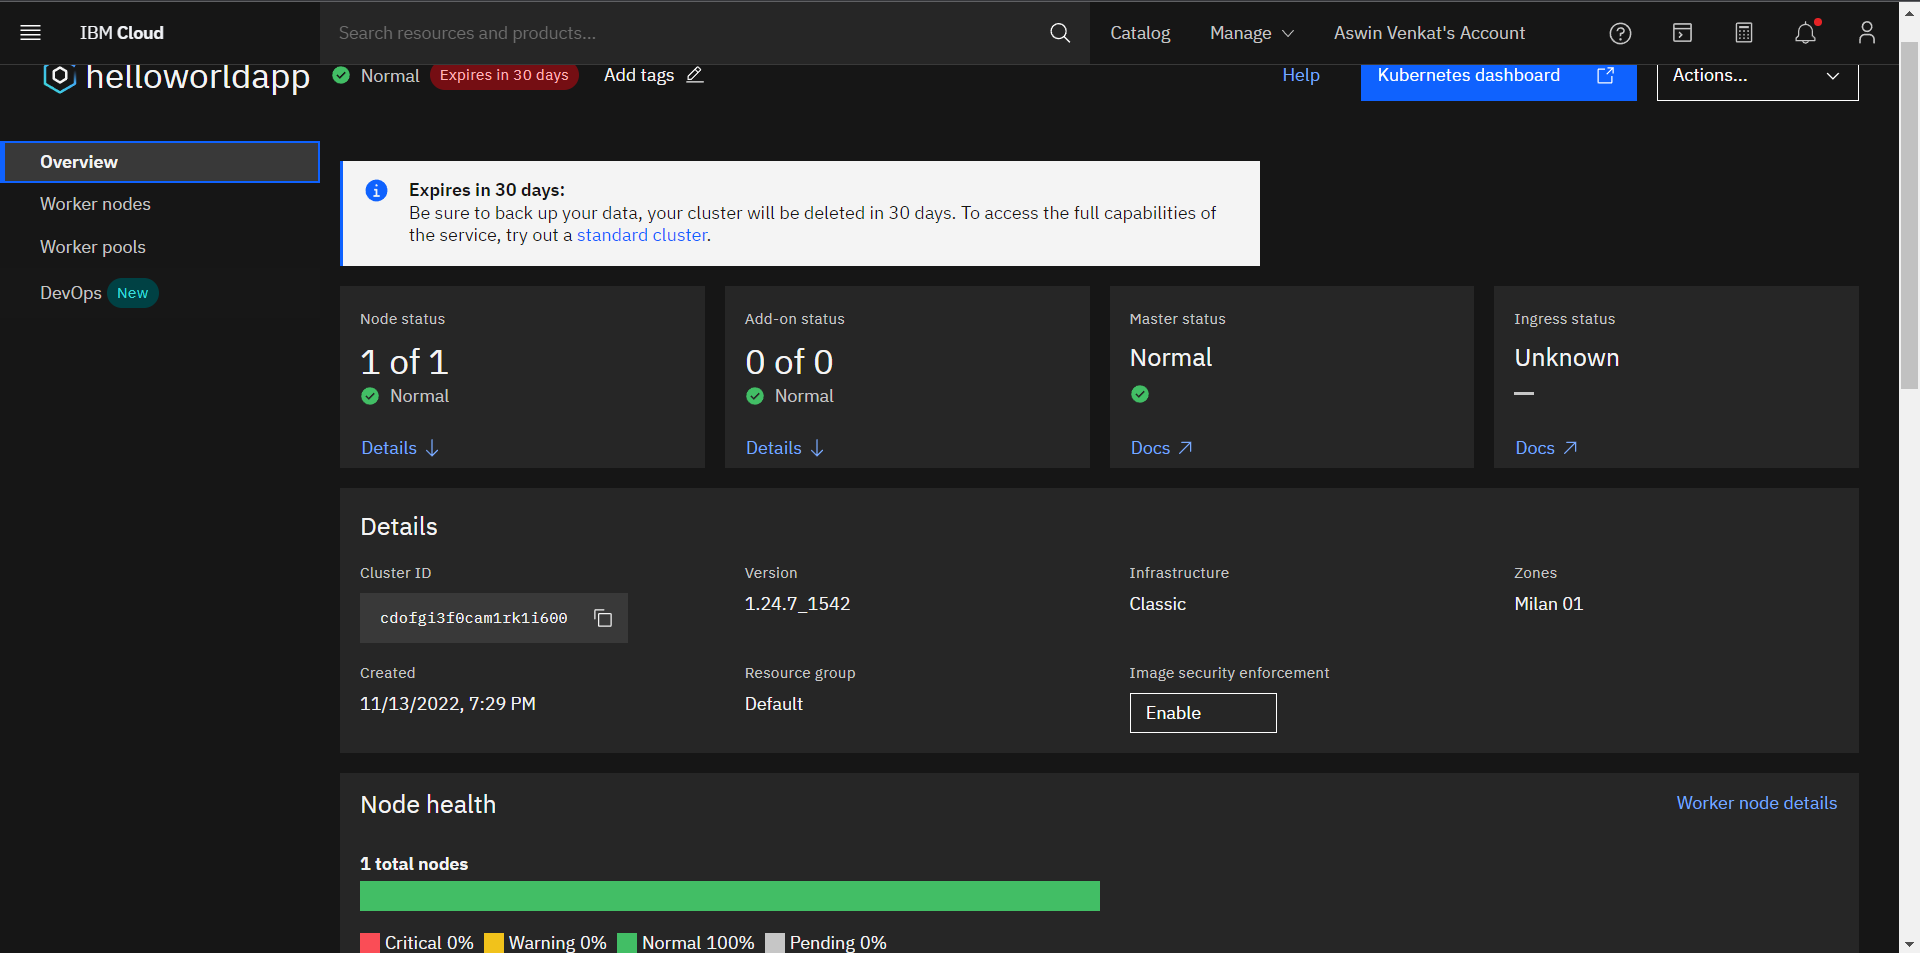 IBM Cloud
Search resources and products...
Catalog
Manage
Aswin Venkat's Account
helloworldapp
Normal
Expires in 30 days
Add tags
Help
Kubernetes dashboard
Actions...
Overview
Worker nodes
Worker pools
DevOps New
Expires in 30 days:
Be sure to back up your data, your cluster will be deleted in 30 days. To access the full capabilities of
the service, try out a standard cluster.
Node status
1 of 1
Normal
Details
Add-on status
0 of 0
Normal
Details
Master status
Normal
Docs
Ingress status
Unknown
—
Docs
Details
Cluster ID
cdofgi3f0cam1rk1i600
Version
1.24.7_1542
Infrastructure
Classic
Zones
Milan 01
Created
11/13/2022, 7:29 PM
Resource group
Default
Image security enforcement
Enable
Node health
Worker node details
1 total nodes
Critical 0% Warning 0% Normal 100% Pending 0%